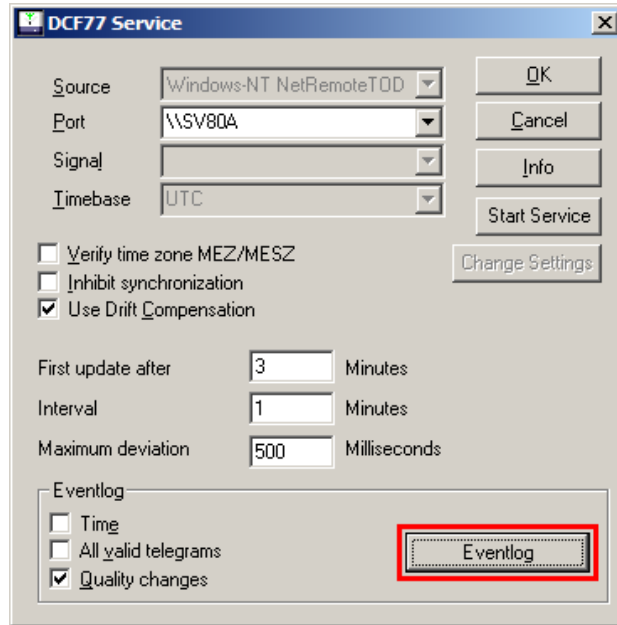 DCF77 Service
Source
Windows-NT NetRemoteTOD
OK
Port
\\SV80A
Cancel
Signal
Info
Timebase
UTC
Start Service
Verify time zone MEZ/MESZ
Change Settings
Inhibit synchronization
Use Drift Compensation
First update after
3
Minutes
Interval
1
Minutes
Maximum deviation
500
Milliseconds
Eventlog
Time
All valid telegrams
Eventlog
Quality changes